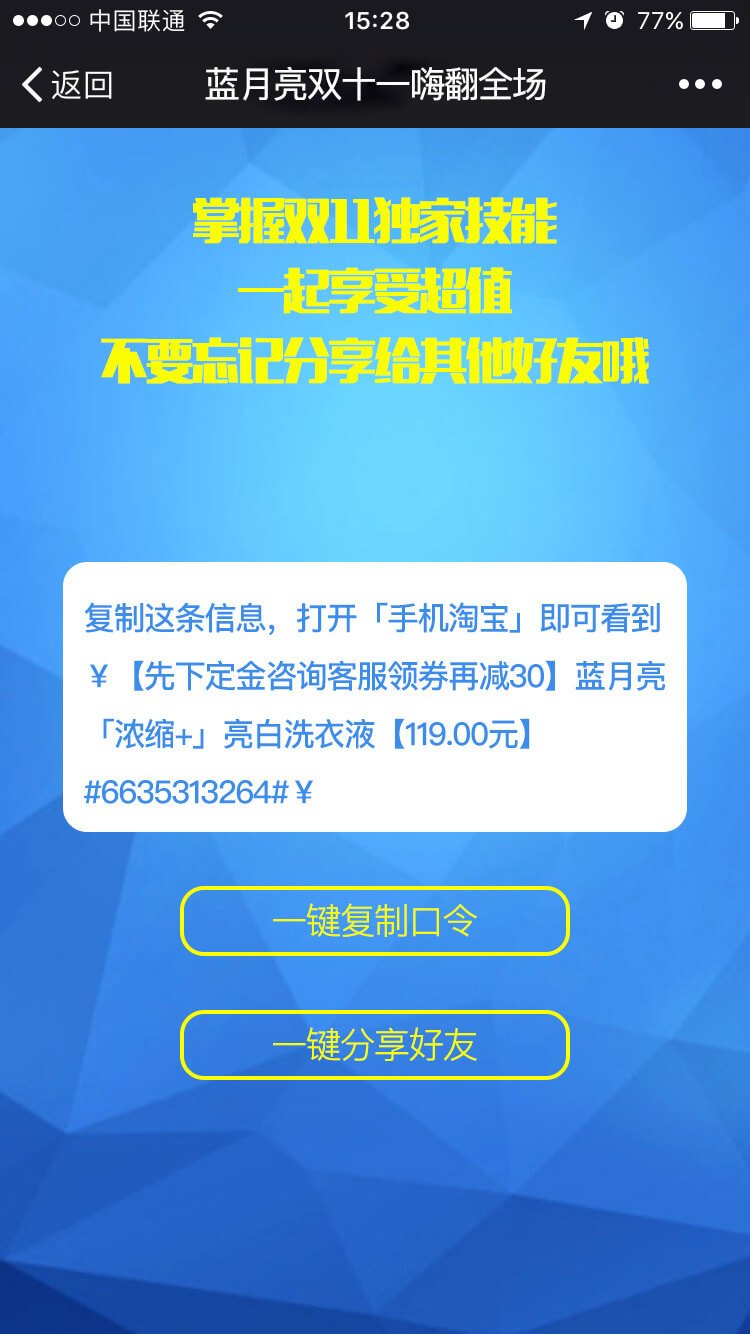 中国联通 15:28 77%
返回 蓝月亮双十一嗨翻全场
掌握双11独家技能
一起享受超值
不要忘记分享给其他好友哦
复制这条信息，打开「手机淘宝」即可看到
￥【先下定金咨询客服领券再减30】蓝月亮
「浓缩+」亮白洗衣液【119.00元】
#6635313264#￥
一键复制口令
一键分享好友